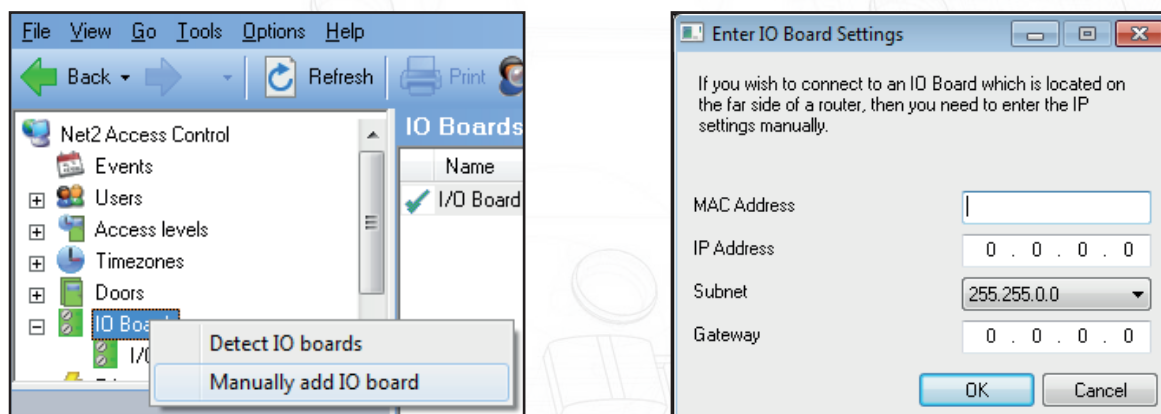 File View Go Tools Options Help
Back Refresh Print
Net2 Access Control
Events
Users
Access levels
Timezones
Doors
IO
I/O
Detect IO boards
Manually add IO board
IO Boards
Name
I/O Board
Enter IO Board Settings
If you wish to connect to an IO Board which is located on
the far side of a router, then you need to enter the IP
settings manually.
MAC Address
IP Address 0 . 0 . 0 . 0
Subnet 255.255.0.0
Gateway 0 . 0 . 0 . 0
OK Cancel